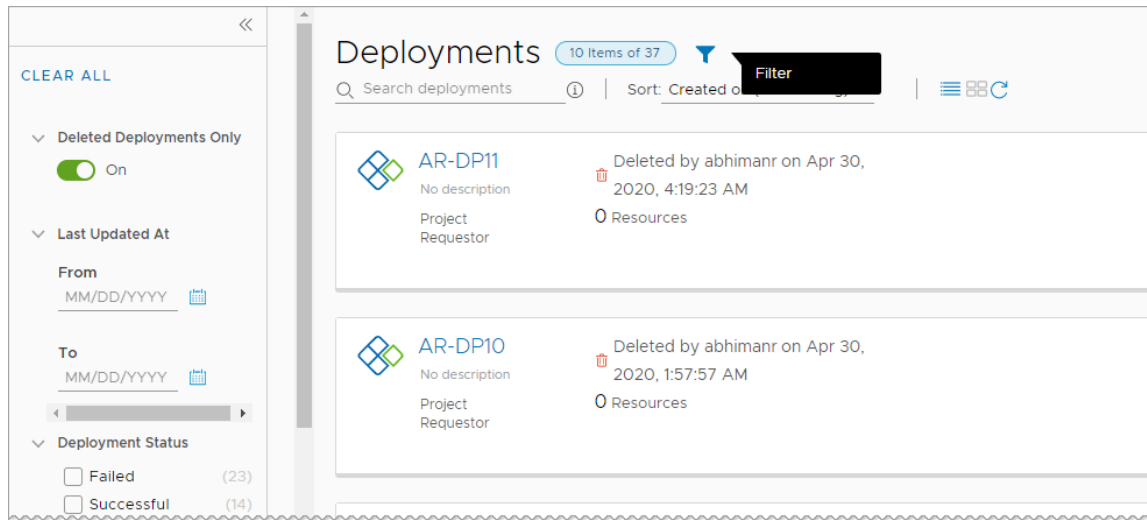 CLEAR ALL
Deleted Deployments Only
On
Last Updated At
From
MM/DD/YYYY
To
MM/DD/YYYY
Deployment Status
Failed (23)
Successful (14)
Deployments 10 Items of 37
Filter
Search deployments
Sort: Created
AR-DP11
No description
Project
Requestor
Deleted by abhimanr on Apr 30,
2020, 4:19:23 AM
0 Resources
AR-DP10
No description
Project
Requestor
Deleted by abhimanr on Apr 30,
2020, 1:57:57 AM
0 Resources